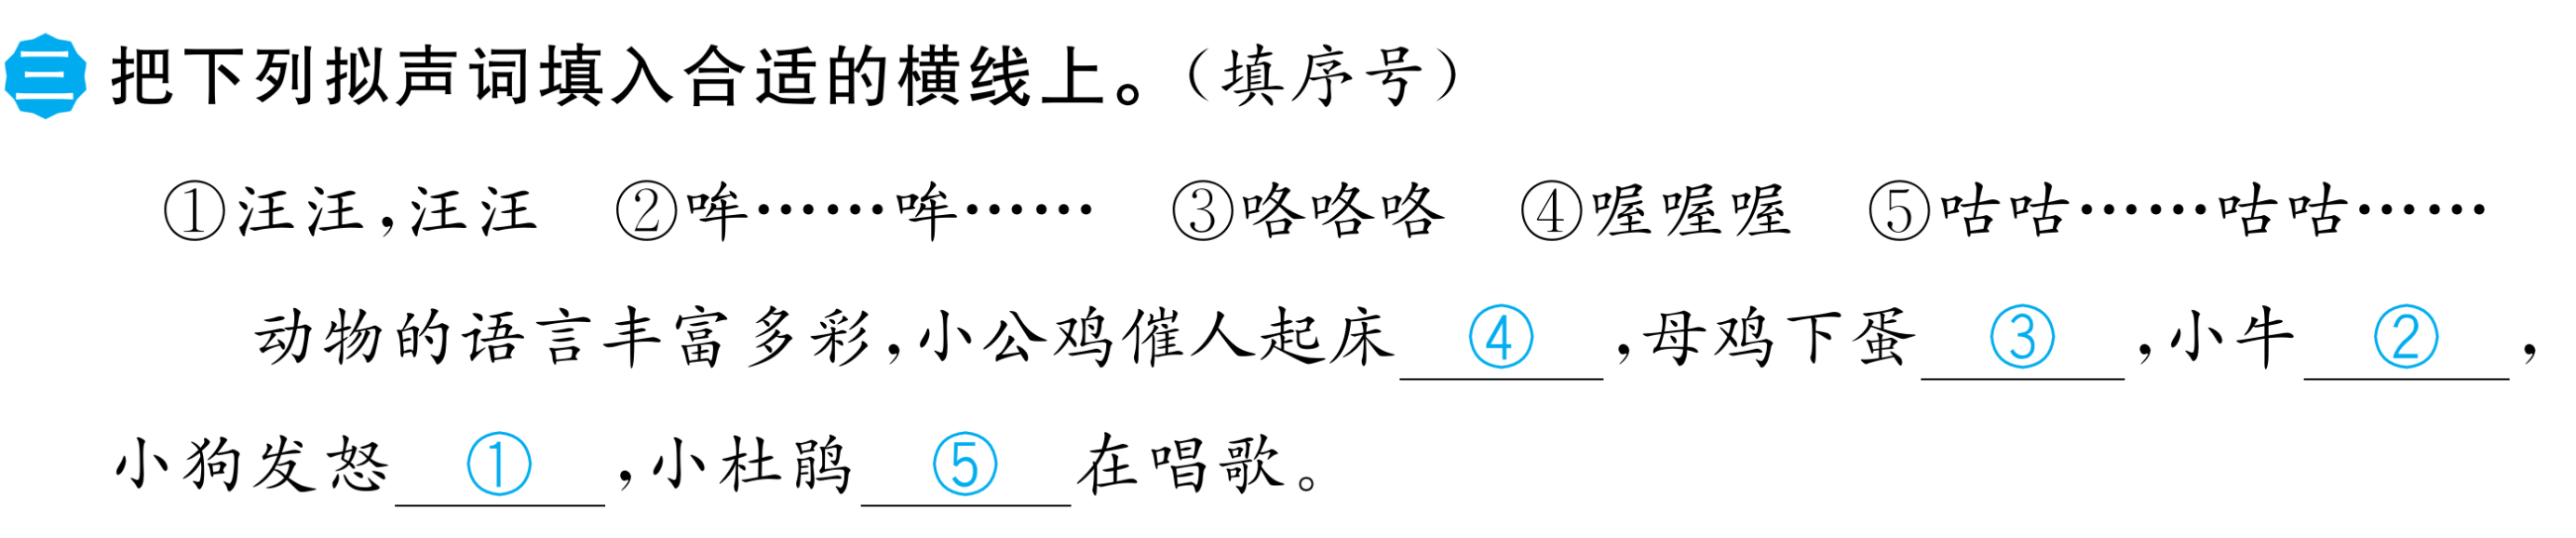 三 把下列拟声词填入合适的横线上。（填序号）
①汪汪，汪汪 ②哞……哞…… ③咯咯咯 ④喔喔喔 ⑤咕咕……咕咕……
动物的语言丰富多彩，小公鸡催人起床 ④ ，母鸡下蛋 ③ ，小牛 ② ，
小狗发怒 ① ，小杜鹃 ⑤ 在唱歌。